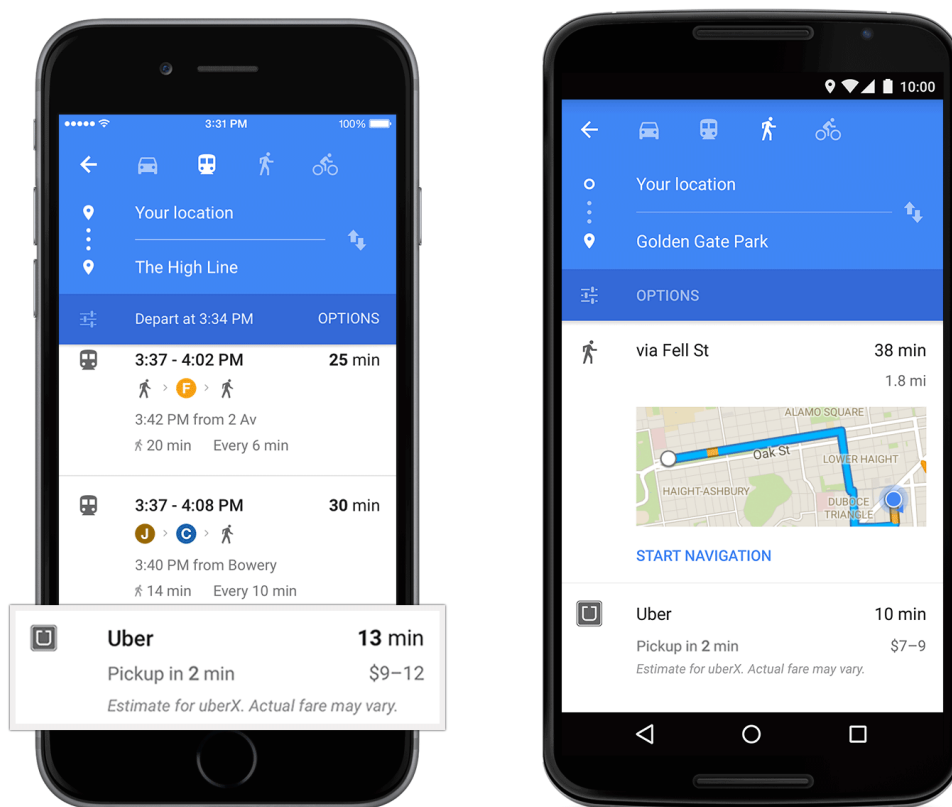 3:31 PM
100%
Your location
The High Line
Depart at 3:34 PM OPTIONS
3:37 - 4:02 PM 25 min
F
3:42 PM from 2 Av
20 min Every 6 min
3:37 - 4:08 PM 30 min
J C
3:40 PM from Bowery
14 min Every 10 min
Uber 13 min
Pickup in 2 min $9–12
Estimate for uberX. Actual fare may vary.
10:00
Your location
Golden Gate Park
OPTIONS
via Fell St 38 min
1.8 mi
ALAMO SQUARE
Oak St
LOWER HAIGHT
HAIGHT-ASHBURY
DUBOCE
TRIANGLE
START NAVIGATION
Uber 10 min
Pickup in 2 min $7–9
Estimate for uberX. Actual fare may vary.